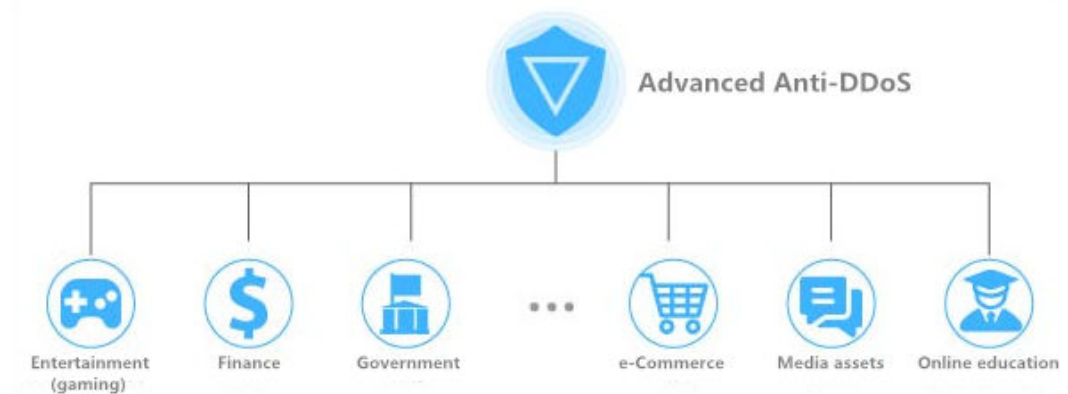 Advanced Anti-DDoS
Entertainment
(gaming)
Finance
Government
e-Commerce
Media assets
Online education